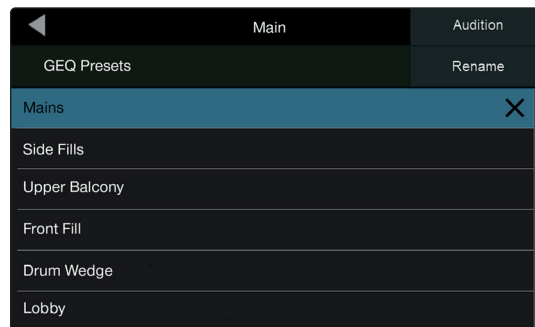 Main
Audition
GEQ Presets
Rename
Mains
Side Fills
Upper Balcony
Front Fill
Drum Wedge
Lobby